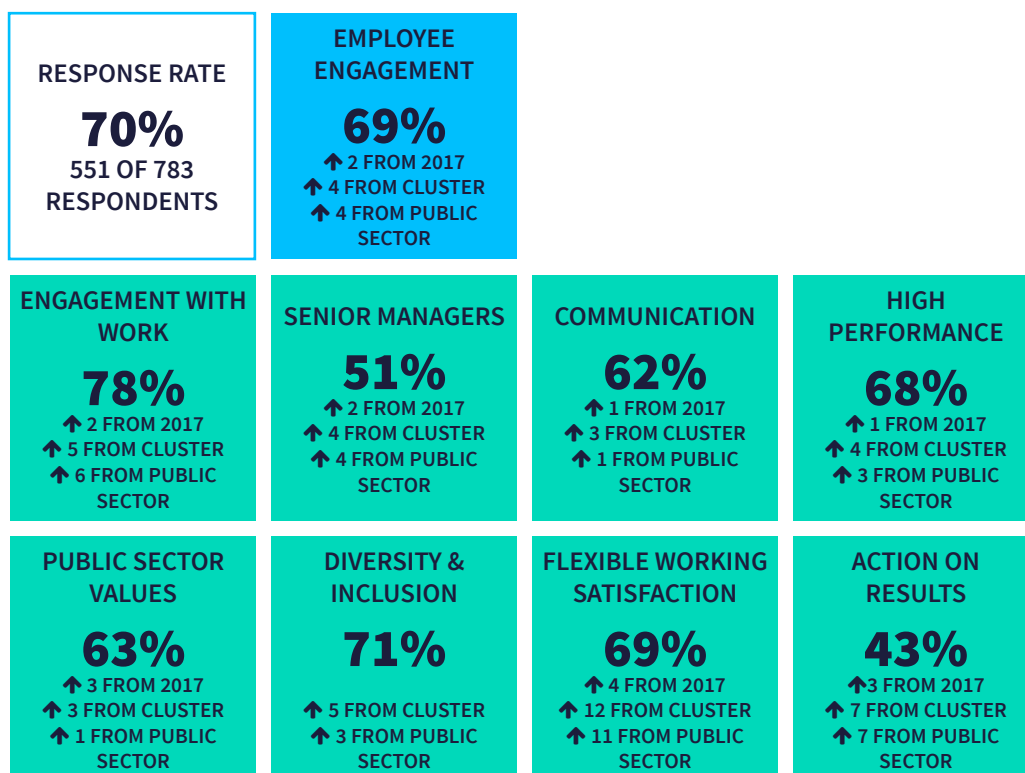 RESPONSE RATE
70%
551 OF 783
RESPONDENTS
EMPLOYEE
ENGAGEMENT
69%
↑ 2 FROM 2017
↑ 4 FROM CLUSTER
↑ 4 FROM PUBLIC
SECTOR
ENGAGEMENT WITH
WORK
78%
↑ 2 FROM 2017
↑ 5 FROM CLUSTER
↑ 6 FROM PUBLIC
SECTOR
SENIOR MANAGERS
51%
↑ 2 FROM 2017
↑ 4 FROM CLUSTER
↑ 4 FROM PUBLIC
SECTOR
COMMUNICATION
62%
↑ 1 FROM 2017
↑ 3 FROM CLUSTER
↑ 1 FROM PUBLIC
SECTOR
HIGH
PERFORMANCE
68%
↑ 1 FROM 2017
↑ 4 FROM CLUSTER
↑ 3 FROM PUBLIC
SECTOR
PUBLIC SECTOR
VALUES
63%
↑ 3 FROM 2017
↑ 3 FROM CLUSTER
↑ 1 FROM PUBLIC
SECTOR
DIVERSITY &
INCLUSION
71%
↑ 5 FROM CLUSTER
↑ 3 FROM PUBLIC
SECTOR
FLEXIBLE WORKING
SATISFACTION
69%
↑ 4 FROM 2017
↑ 12 FROM CLUSTER
↑ 11 FROM PUBLIC
SECTOR
ACTION ON
RESULTS
43%
↑3 FROM 2017
↑ 7 FROM CLUSTER
↑ 7 FROM PUBLIC
SECTOR